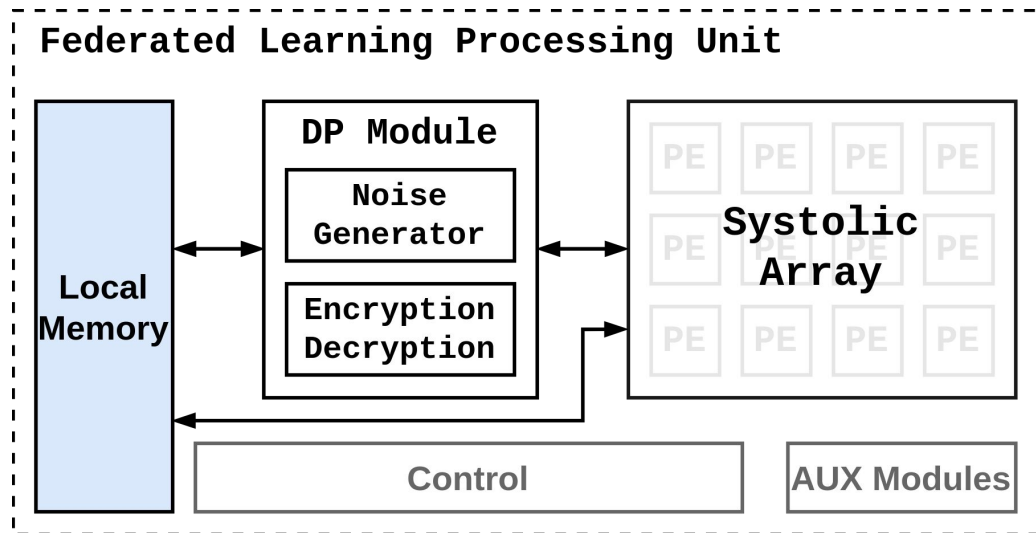 Federated Learning Processing Unit
Local
Memory
DP Module
Noise
Generator
Encryption
Decryption
PE PE PE PE
Systolic
PE PE PE PE
Array
PE PE PE PE
Control
AUX Modules